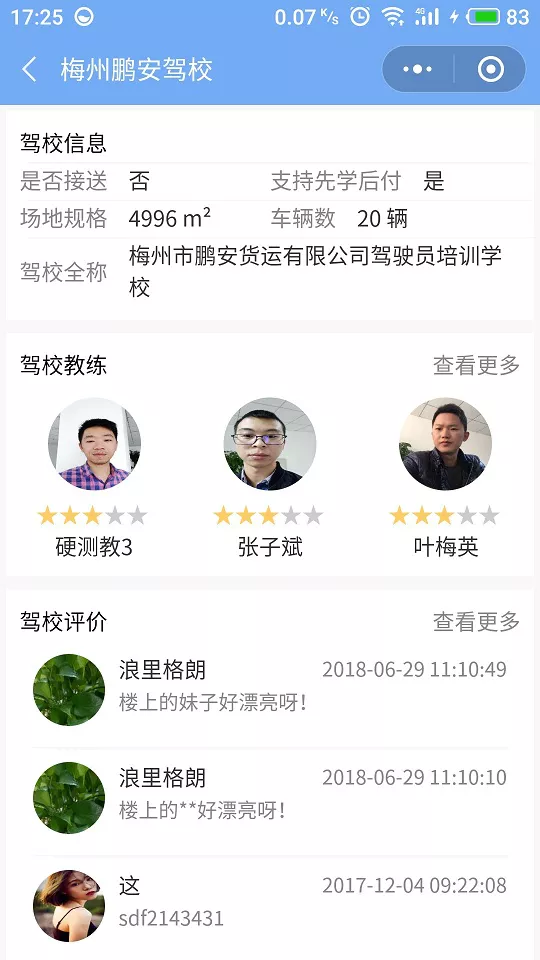 17:25 0.07 K/s 4G 83
梅州鹏安驾校
驾校信息
是否接送 否 支持先学后付 是
场地规格 4996 m² 车辆数 20 辆
驾校全称 梅州市鹏安货运有限公司驾驶员培训学
校
驾校教练 查看更多
硬测教3 张子斌 叶梅英
驾校评价 查看更多
浪里格朗 2018-06-29 11:10:49
楼上的妹子好漂亮呀！
浪里格朗 2018-06-29 11:10:10
楼上的**好漂亮呀！
这 2017-12-04 09:22:08
sdf2143431